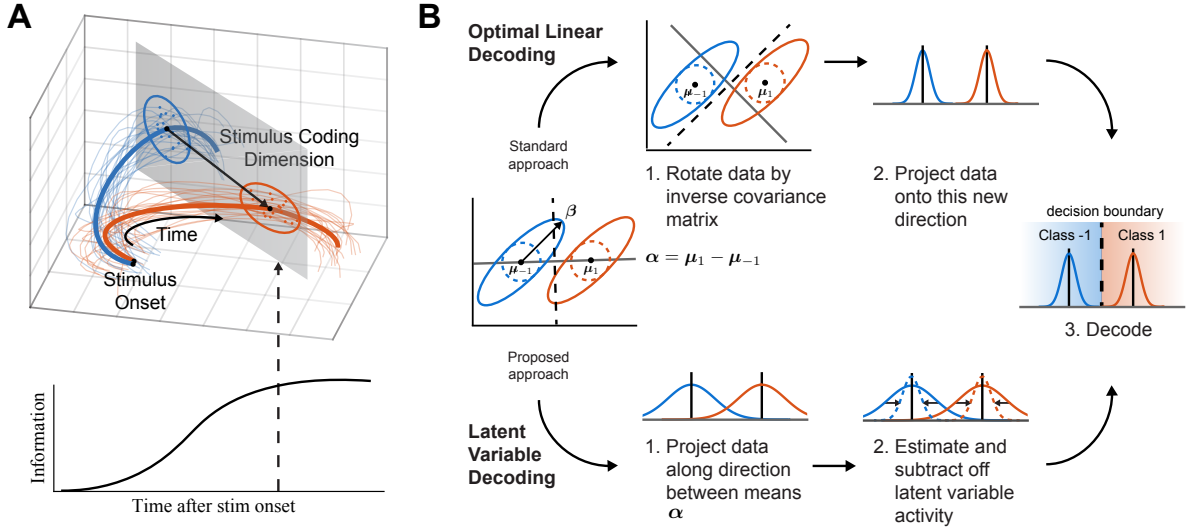 A
Stimulus Coding
Dimension
Time
Stimulus
Onset
Information
Time after stim onset
B
Optimal Linear
Decoding
Standard
approach
μ₋₁
μ₁
1. Rotate data by
inverse covariance
matrix
2. Project data
onto this new
direction
β
μ₋₁
μ₁
α = μ₁ − μ₋₁
decision boundary
Class -1
Class 1
3. Decode
Proposed
approach
Latent
Variable
Decoding
1. Project data
along direction
between means
α
2. Estimate and
subtract off
latent variable
activity